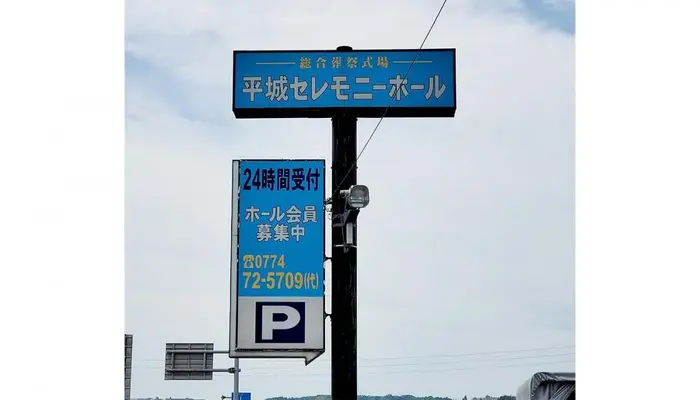 総合葬祭式場
平城セレモニーホール
24時間受付
ホール会員
募集中
☎0774
72-5709(代)
P